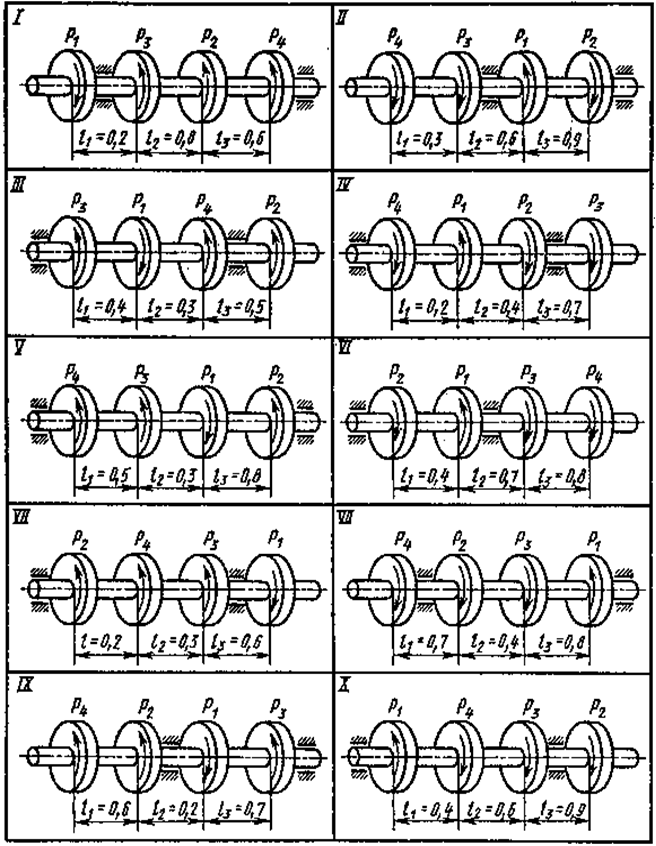 I
P1 P3 P2 P4
l1=0,2 l2=0,8 l3=0,6
II
P4 P3 P1 P2
l1=0,3 l2=0,6 l3=0,9
III
P3 P1 P4 P2
l1=0,4 l2=0,3 l3=0,5
IV
P4 P1 P2 P3
l1=0,2 l2=0,4 l3=0,7
V
P4 P3 P1 P2
l1=0,5 l2=0,3 l3=0,8
VI
P2 P1 P3 P4
l1=0,4 l2=0,7 l3=0,8
VII
P2 P4 P3 P1
l=0,2 l2=0,3 l3=0,6
VII
P4 P2 P3 P1
l1=0,7 l2=0,4 l3=0,8
IX
P4 P2 P1 P3
l1=0,6 l2=0,2 l3=0,7
X
P1 P4 P3 P2
l1=0,4 l2=0,6 l3=0,9